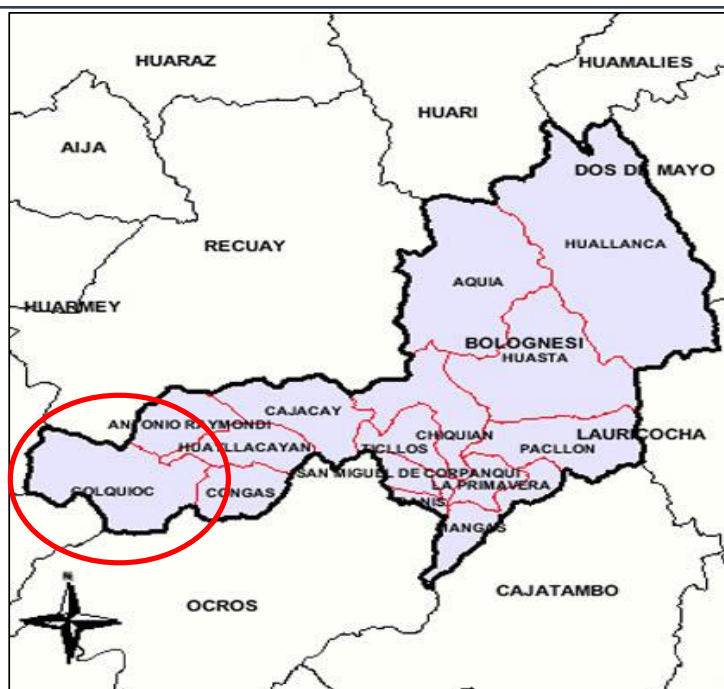 HUARAZ
HUAMALIES
HUARI
AIJA
DOS DE MAYO
RECUAY
HUALLANCA
AQUIA
HUARMEY
BOLOGNESI
HUASTA
CAJACAY
ANTONIO RAYMONDI
CHIQUIAN
LAURICOCHA
HUAYLLACAYAN
TICLLOS
PACLLON
SAN MIGUEL DE CORPANQUI
LA PRIMAVERA
COLQUIOC
CONGAS
MANGAS
N
CAJATAMBO
OCROS